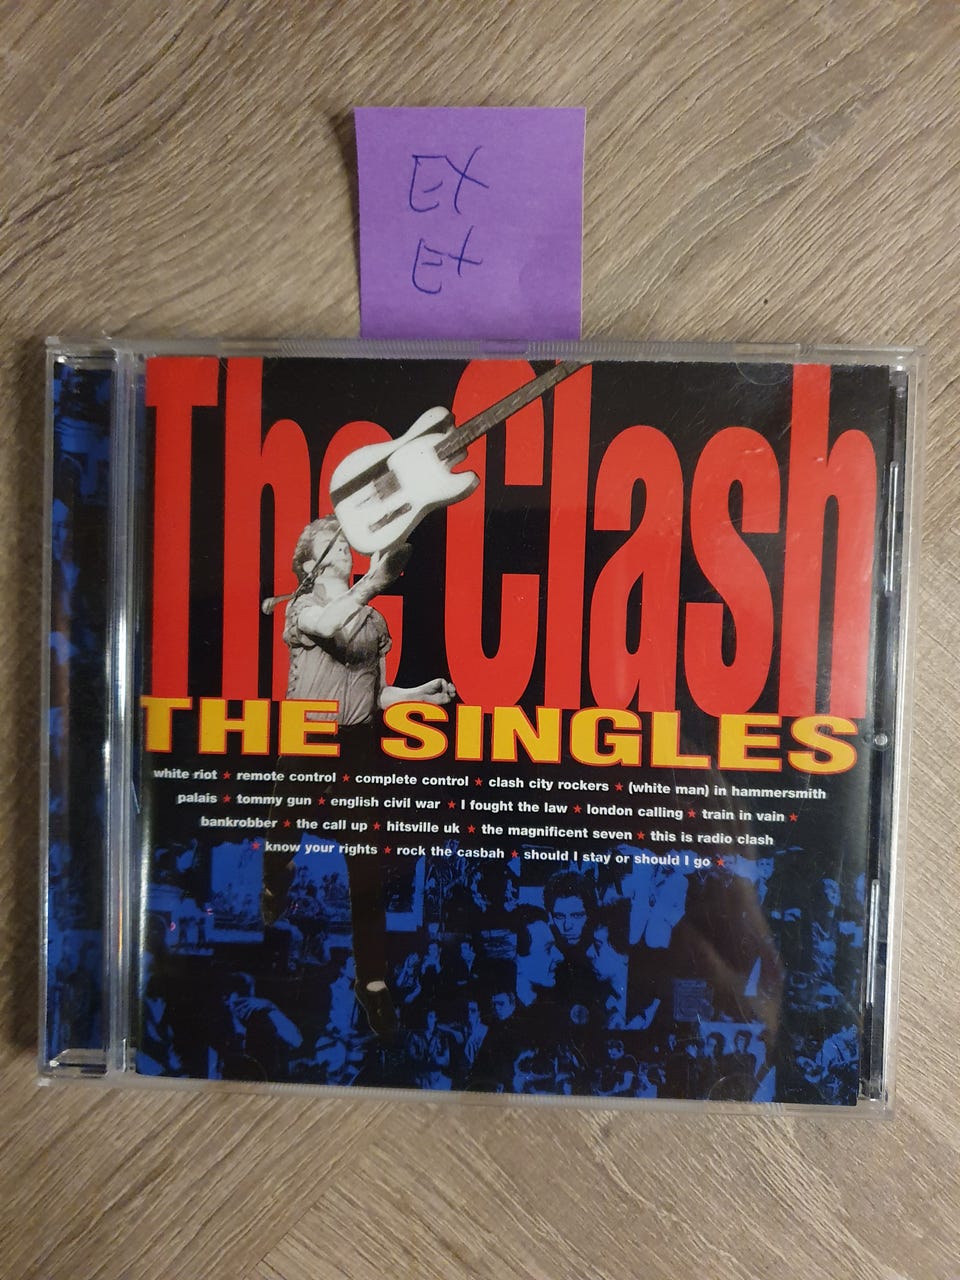 EX
EX
The Clash
THE SINGLES
white riot ★ remote control ★ complete control ★ clash city rockers ★ (white man) in hammersmith
palais ★ tommy gun ★ english civil war ★ I fought the law ★ london calling ★ train in vain ★
bankrobber ★ the call up ★ hitsville uk ★ the magnificent seven ★ this is radio clash
★ know your rights ★ rock the casbah ★ should I stay or should I go ★